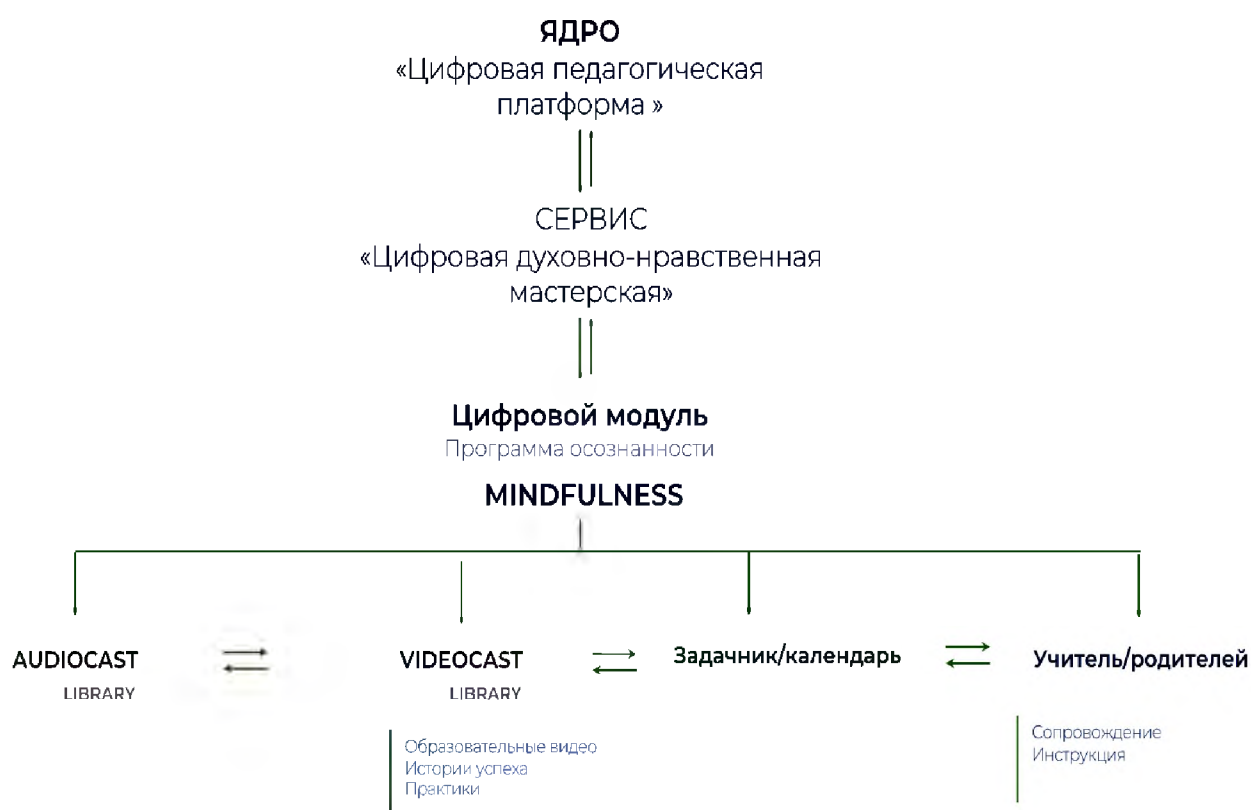 ЯДРО
«Цифровая педагогическая
платформа »
СЕРВИС
«Цифровая духовно-нравственная
мастерская»
Цифровой модуль
Программа осознанности
MINDFULNESS
AUDIOCAST
LIBRARY
VIDEOCAST
LIBRARY
Образовательные видео
Истории успеха
Практики
Задачник/календарь
Учитель/родителей
Сопровождение
Инструкция